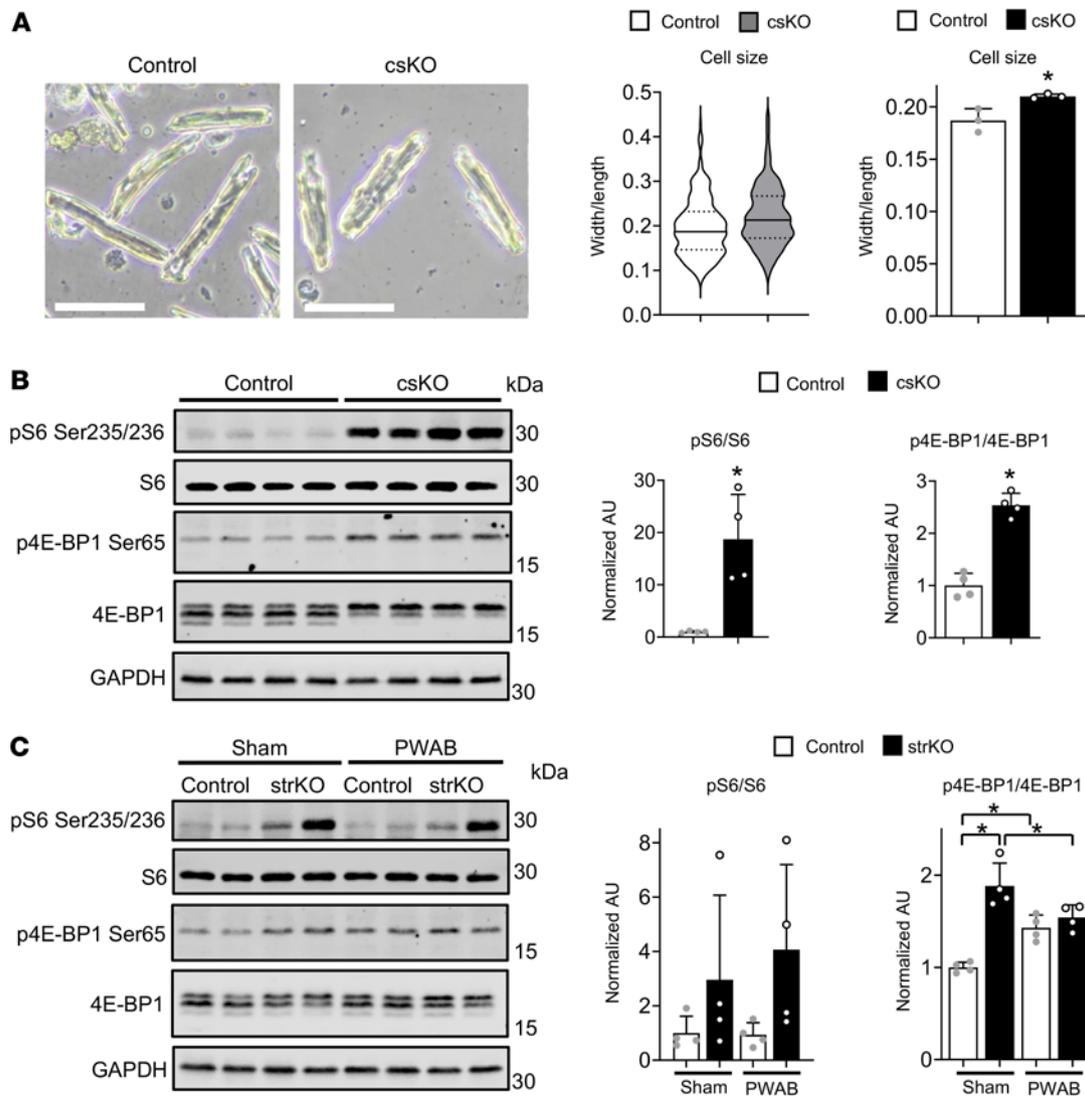 A
Control
csKO
Control csKO
Cell size
Width/length
0.5
0.4
0.3
0.2
0.1
0.0
Control csKO
Cell size
*
Width/length
0.20
0.15
0.10
0.05
0.00
B
Control csKO kDa
pS6 Ser235/236 30
S6 30
p4E-BP1 Ser65 15
4E-BP1 15
GAPDH 30
Control csKO
pS6/S6
*
Normalized AU
30
20
10
0
p4E-BP1/4E-BP1
*
Normalized AU
3
2
1
0
C
Sham PWAB
kDa
Control strKO Control strKO
pS6 Ser235/236 30
S6 30
p4E-BP1 Ser65 15
4E-BP1 15
GAPDH 30
Control strKO
pS6/S6
Normalized AU
8
6
4
2
0
Sham PWAB
p4E-BP1/4E-BP1
*
* *
Normalized AU
2
1
0
Sham PWAB